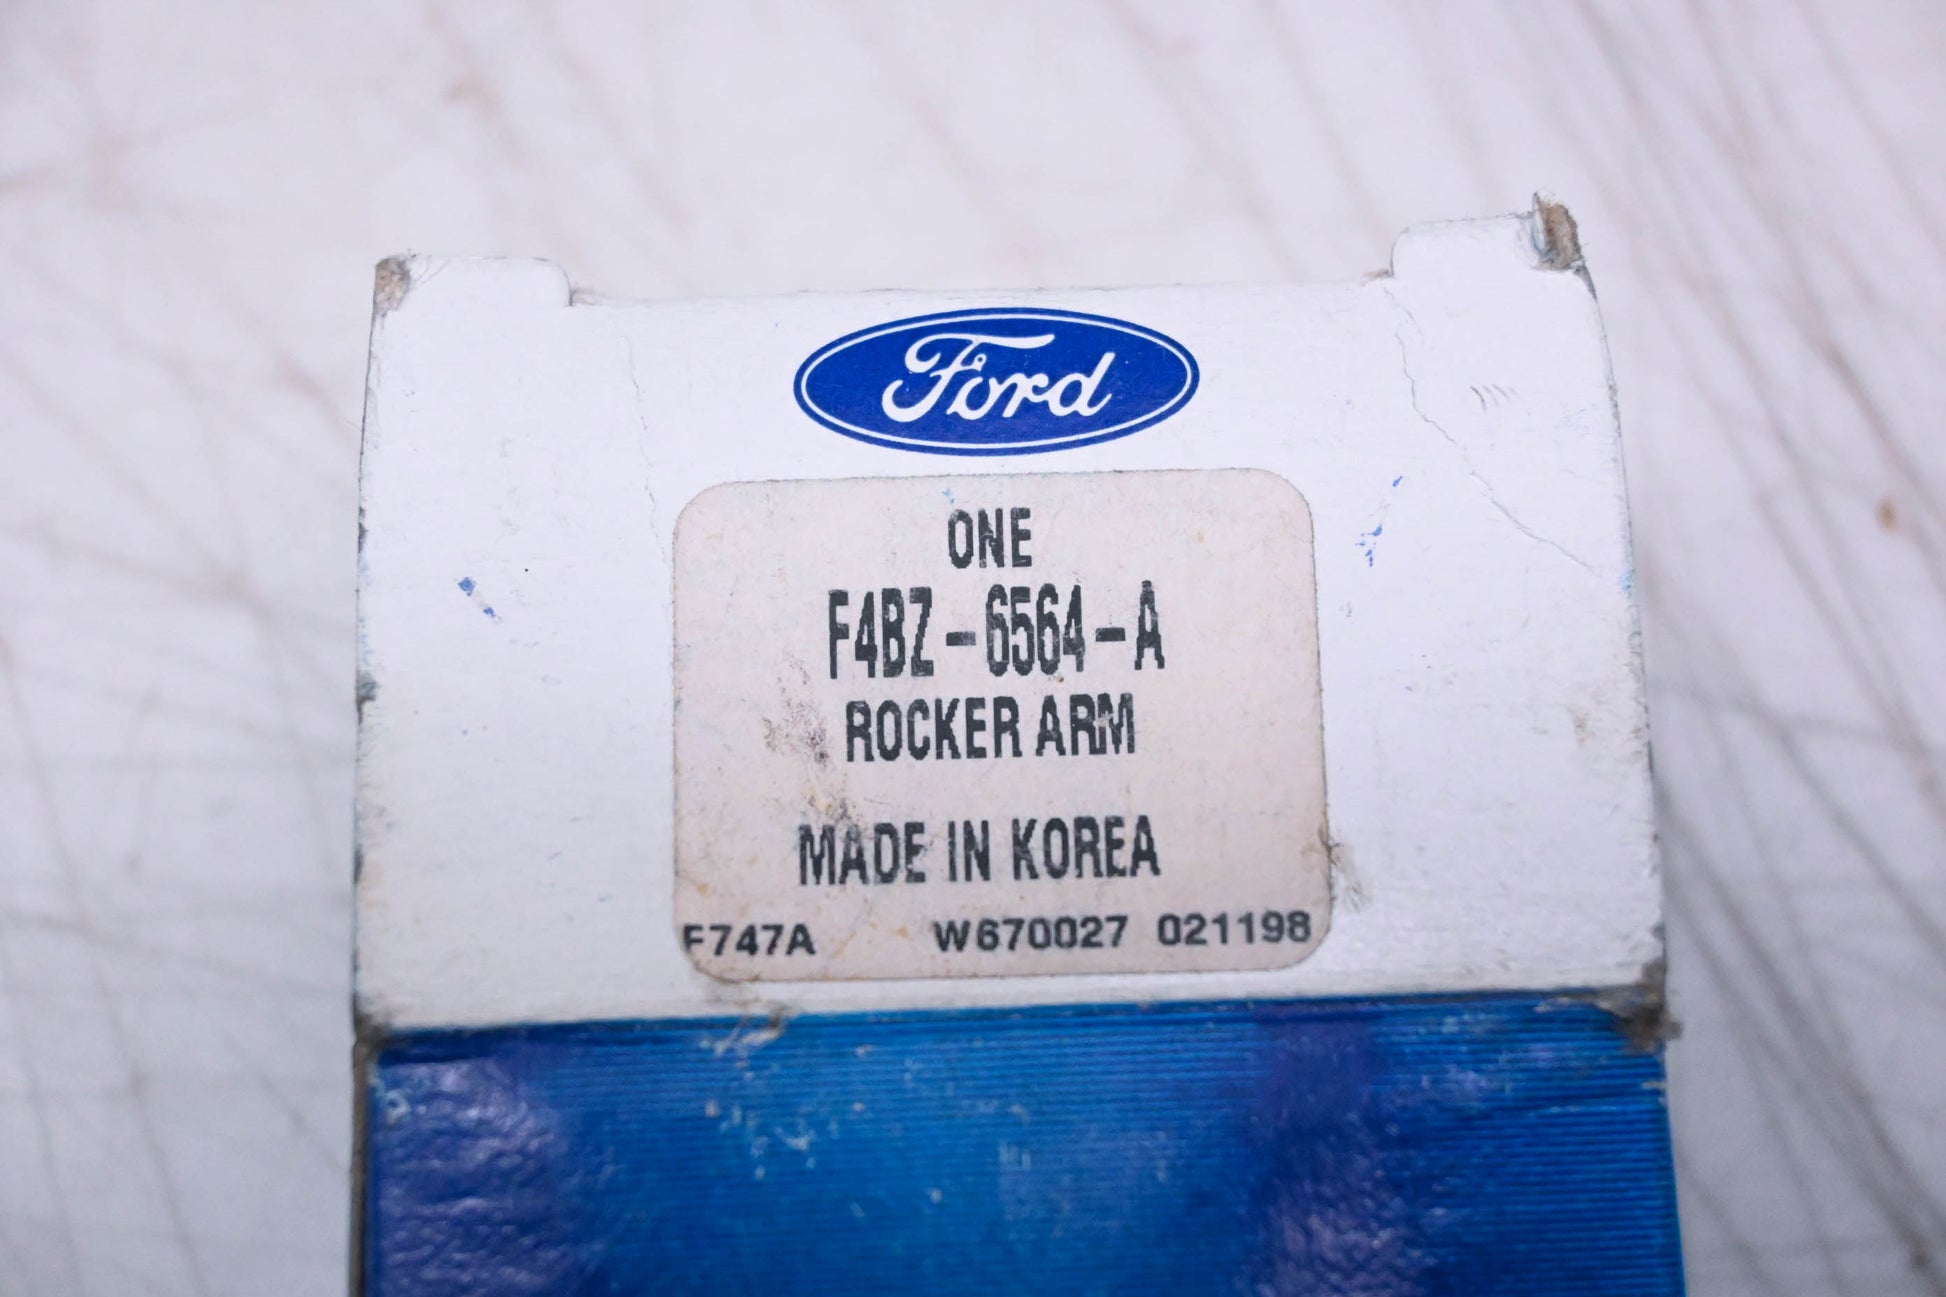 Ford
ONE
F4BZ-6564-A
ROCKER ARM
MADE IN KOREA
F747A W670027 021198